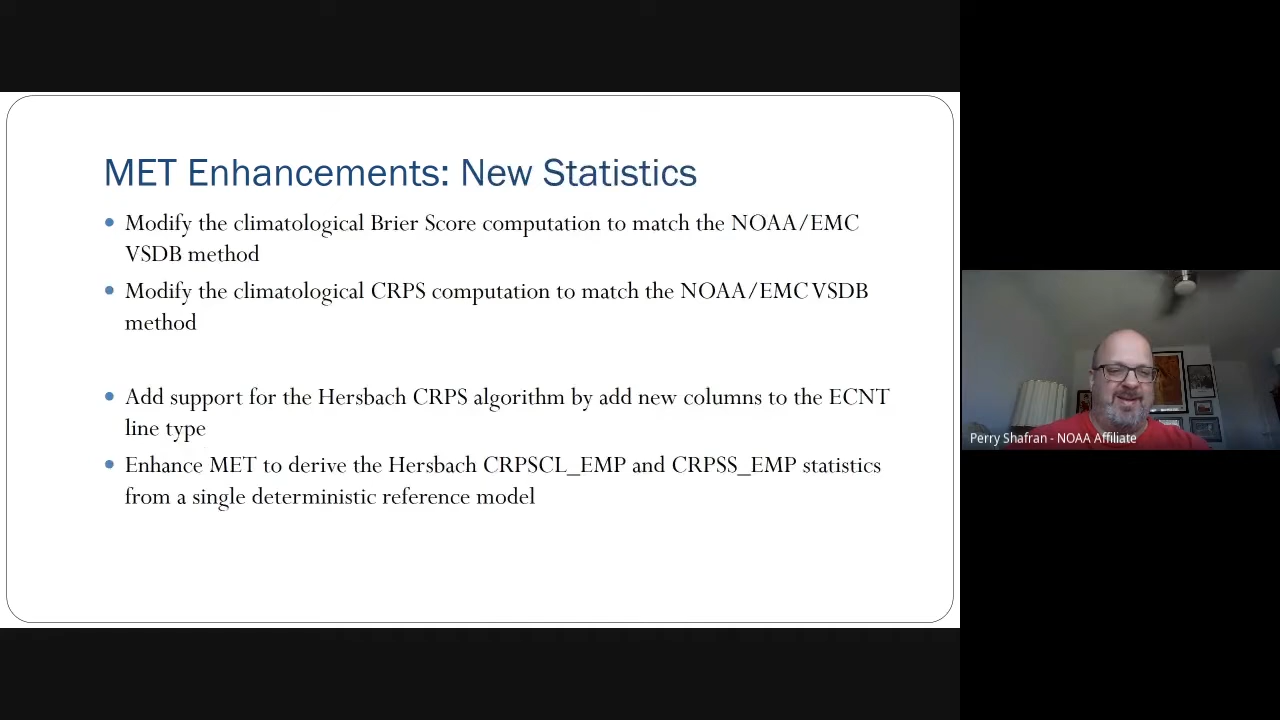 MET Enhancements: New Statistics
Modify the climatological Brier Score computation to match the NOAA/EMC
VSDB method
Modify the climatological CRPS computation to match the NOAA/EMC VSDB
method
Add support for the Hersbach CRPS algorithm by add new columns to the ECNT
line type
Enhance MET to derive the Hersbach CRPSCL_EMP and CRPSS_EMP statistics
from a single deterministic reference model
Perry Shafran - NOAA Affiliate